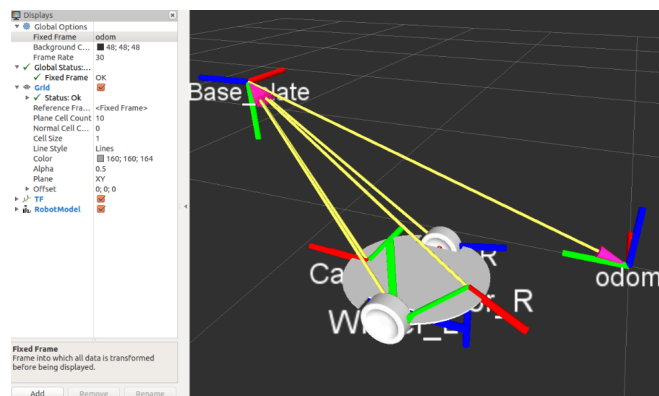 Displays
Global Options
Fixed Frame odom
Background C... 48; 48; 48
Frame Rate 30
Global Status:...
Fixed Frame OK
Grid
Status: Ok
Reference Fra... <Fixed Frame>
Plane Cell Count 10
Normal Cell C... 0
Cell Size 1
Line Style Lines
Color 160; 160; 164
Alpha 0.5
Plane XY
Offset 0; 0; 0
TF
RobotModel
Fixed Frame
Frame into which all data is transformed
before being displayed.
Add Remove Rename
odom